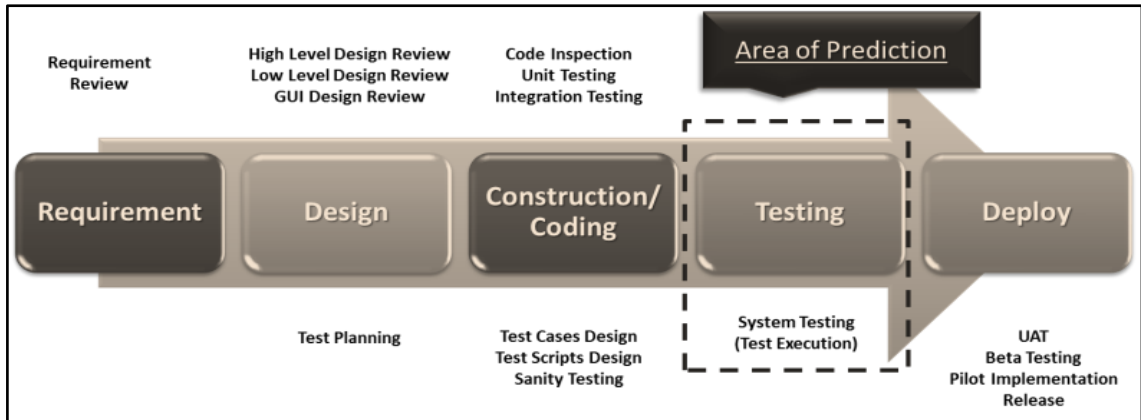 Requirement
Review
High Level Design Review
Low Level Design Review
GUI Design Review
Code Inspection
Unit Testing
Integration Testing
Area of Prediction
Requirement
Design
Construction/
Coding
Testing
Deploy
Test Planning
Test Cases Design
Test Scripts Design
Sanity Testing
System Testing
(Test Execution)
UAT
Beta Testing
Pilot Implementation
Release